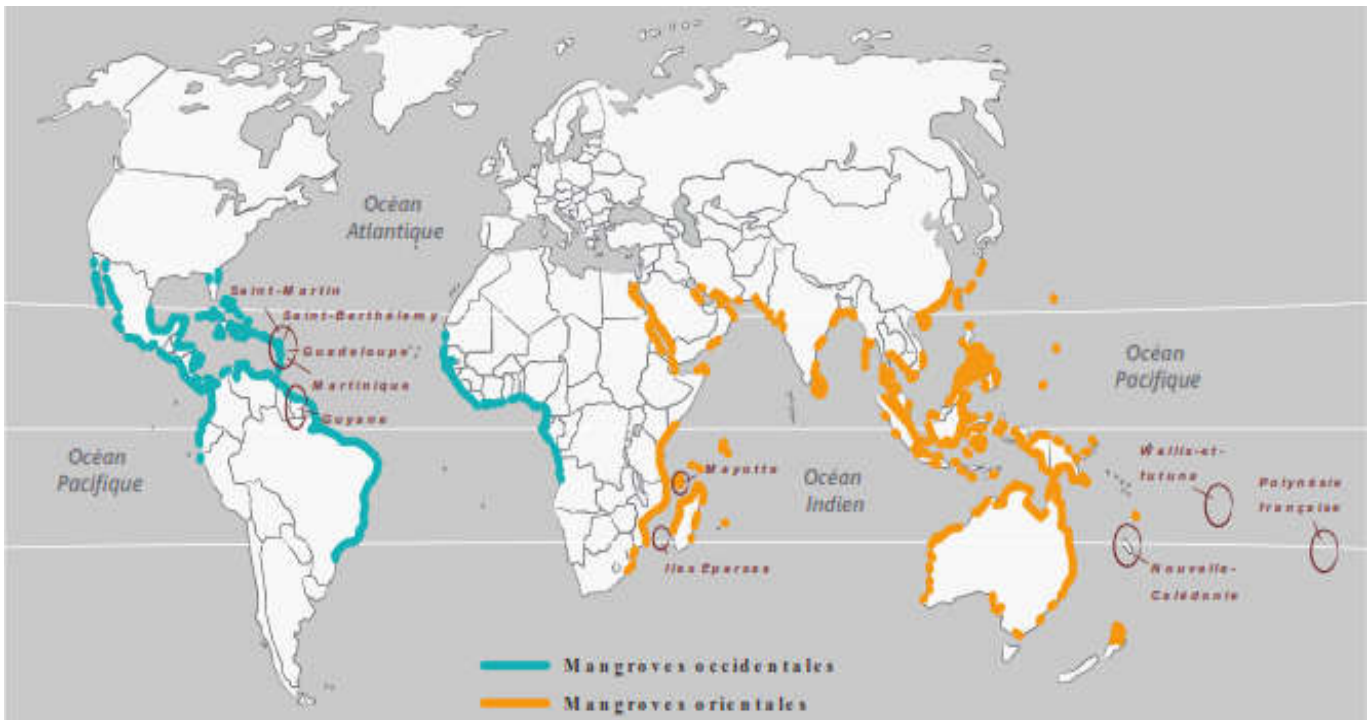 Océan
Atlantique
Saint-Martin
Saint-Barthélemy
Guadeloupe
Martinique
Guyane
Océan
Pacifique
Océan
Pacifique
Mayotte
Océan
Indien
Iles Eparses
Wallis-et-
futuna
Polynésie
française
Nouvelle-
Calédonie
Mangroves occidentales
Mangroves orientales